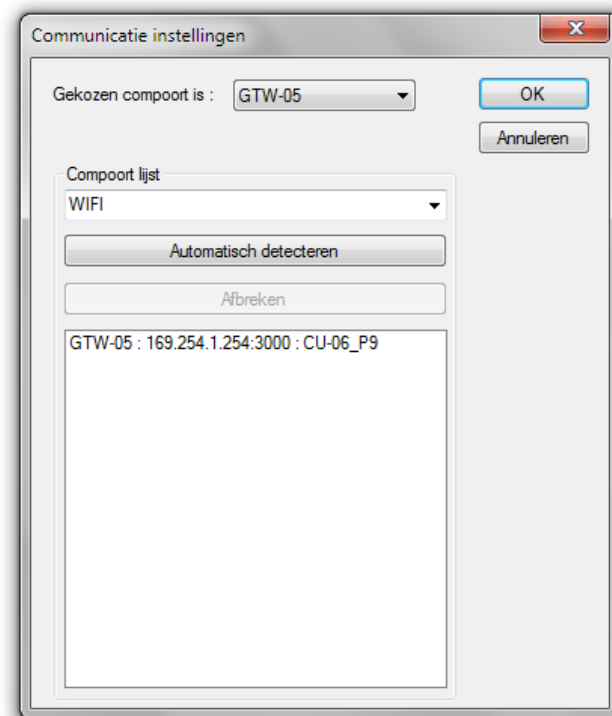 Communicatie instellingen
Gekozen compoort is : GTW-05
OK
Annuleren
Compoort lijst
WIFI
Automatisch detecteren
Afbreken
GTW-05 : 169.254.1.254:3000 : CU-06_P9